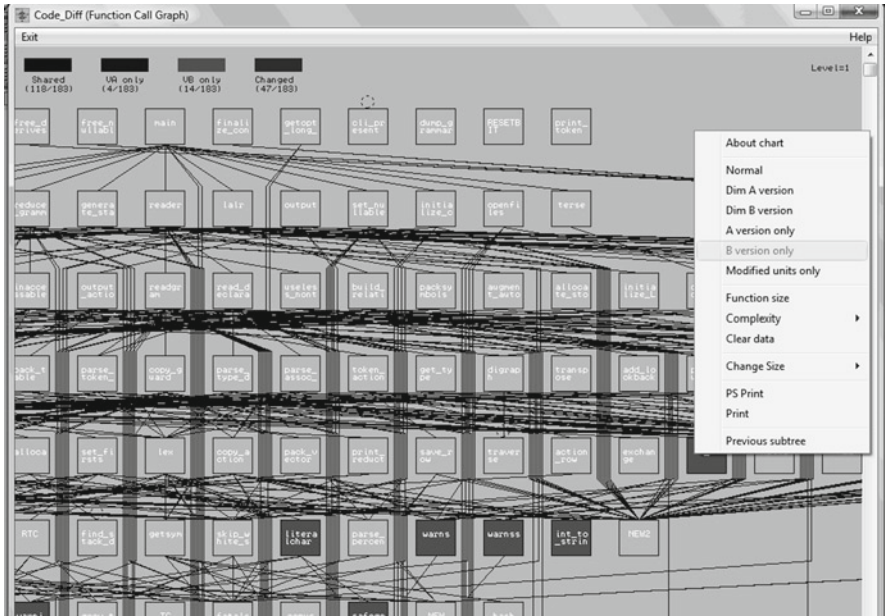 Code_Diff (Function Call Graph)
Exit
Help
Shared
(118/183)
VA only
(4/183)
VB only
(14/183)
Changed
(47/183)
Level=1
free_d
erives
free_n
ullabl
main
finali
ze_con
getopt
_long_
cli_pr
esent
dump_g
rammar
RESETB
IT
print_
token
reduce
_gramm
genera
te_sta
reader
lalr
output
set_nu
llable
initia
lize_c
openfi
les
terse
inacce
ssable
output
_actio
readgr
am
read_d
eclara
useles
s_nont
build_
relati
packsy
mbols
augmen
t_auto
alloca
te_sto
initia
lize_L
pack_t
able
parse_
token_
copy_g
uard
parse_
type_d
parse_
assoc_
token_
action
get_ty
pe
digrap
h
transp
ose
add_lo
okback
alloca
set_fi
rsts
lex
copy_a
ction
pack_v
ector
print_
reduct
save_r
ow
traver
se
action
_row
exchan
ge
RTC
find_s
tack_d
getsym
skip_w
hite_s
litera
lchar
parse_
percen
warns
warnss
int_to
_strin
NEW2
About chart
Normal
Dim A version
Dim B version
A version only
B version only
Modified units only
Function size
Complexity
Clear data
Change Size
PS Print
Print
Previous subtree